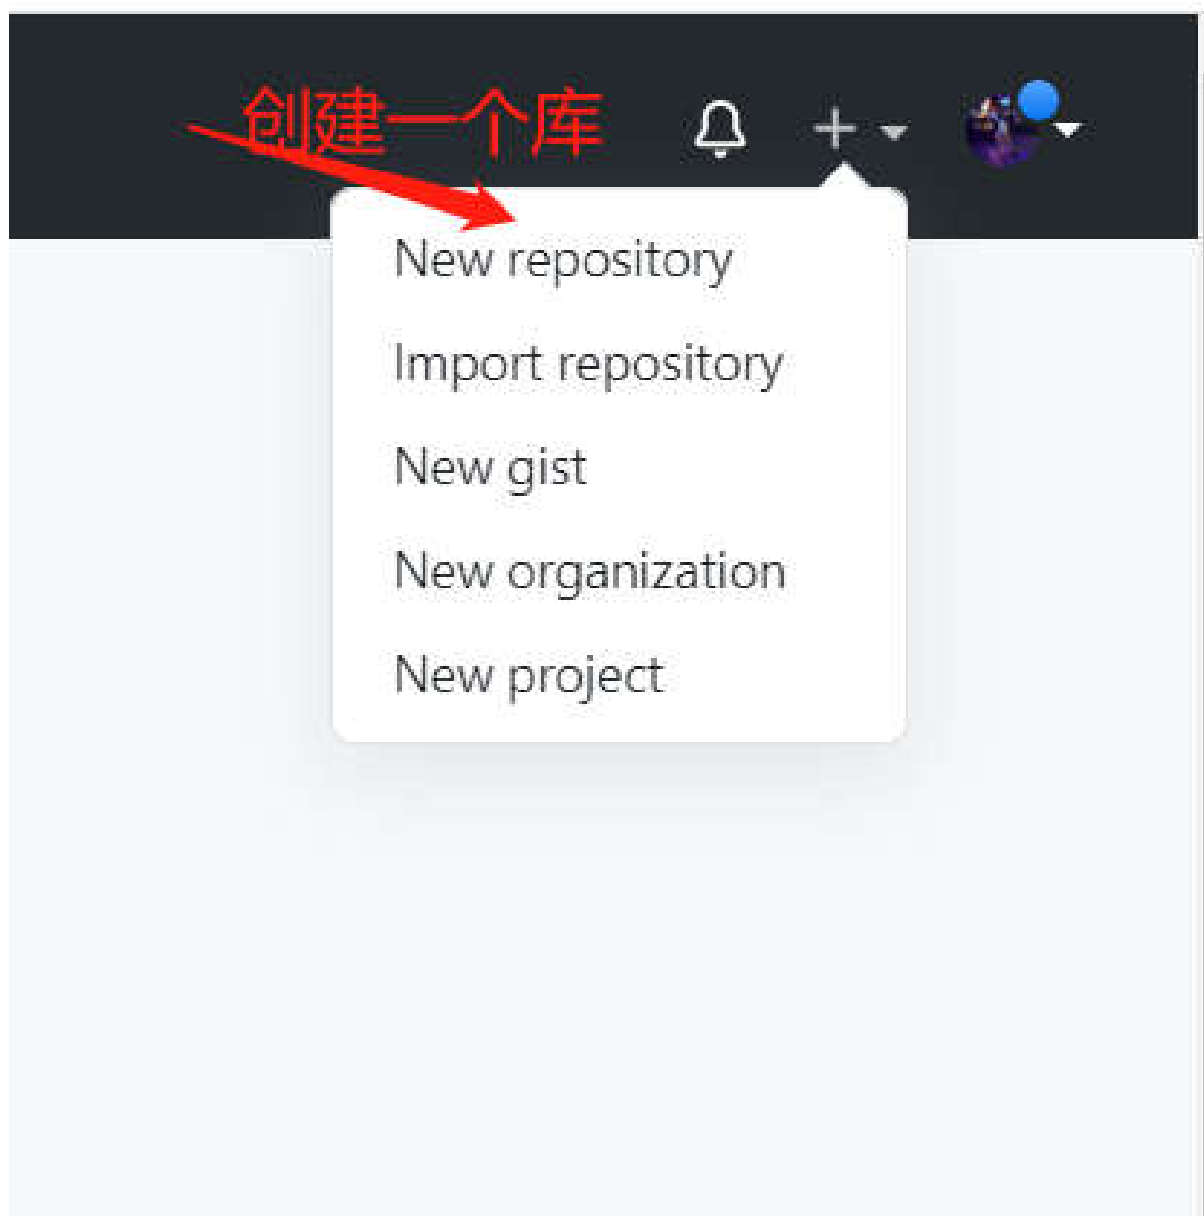 创建一个库
New repository
Import repository
New gist
New organization
New project